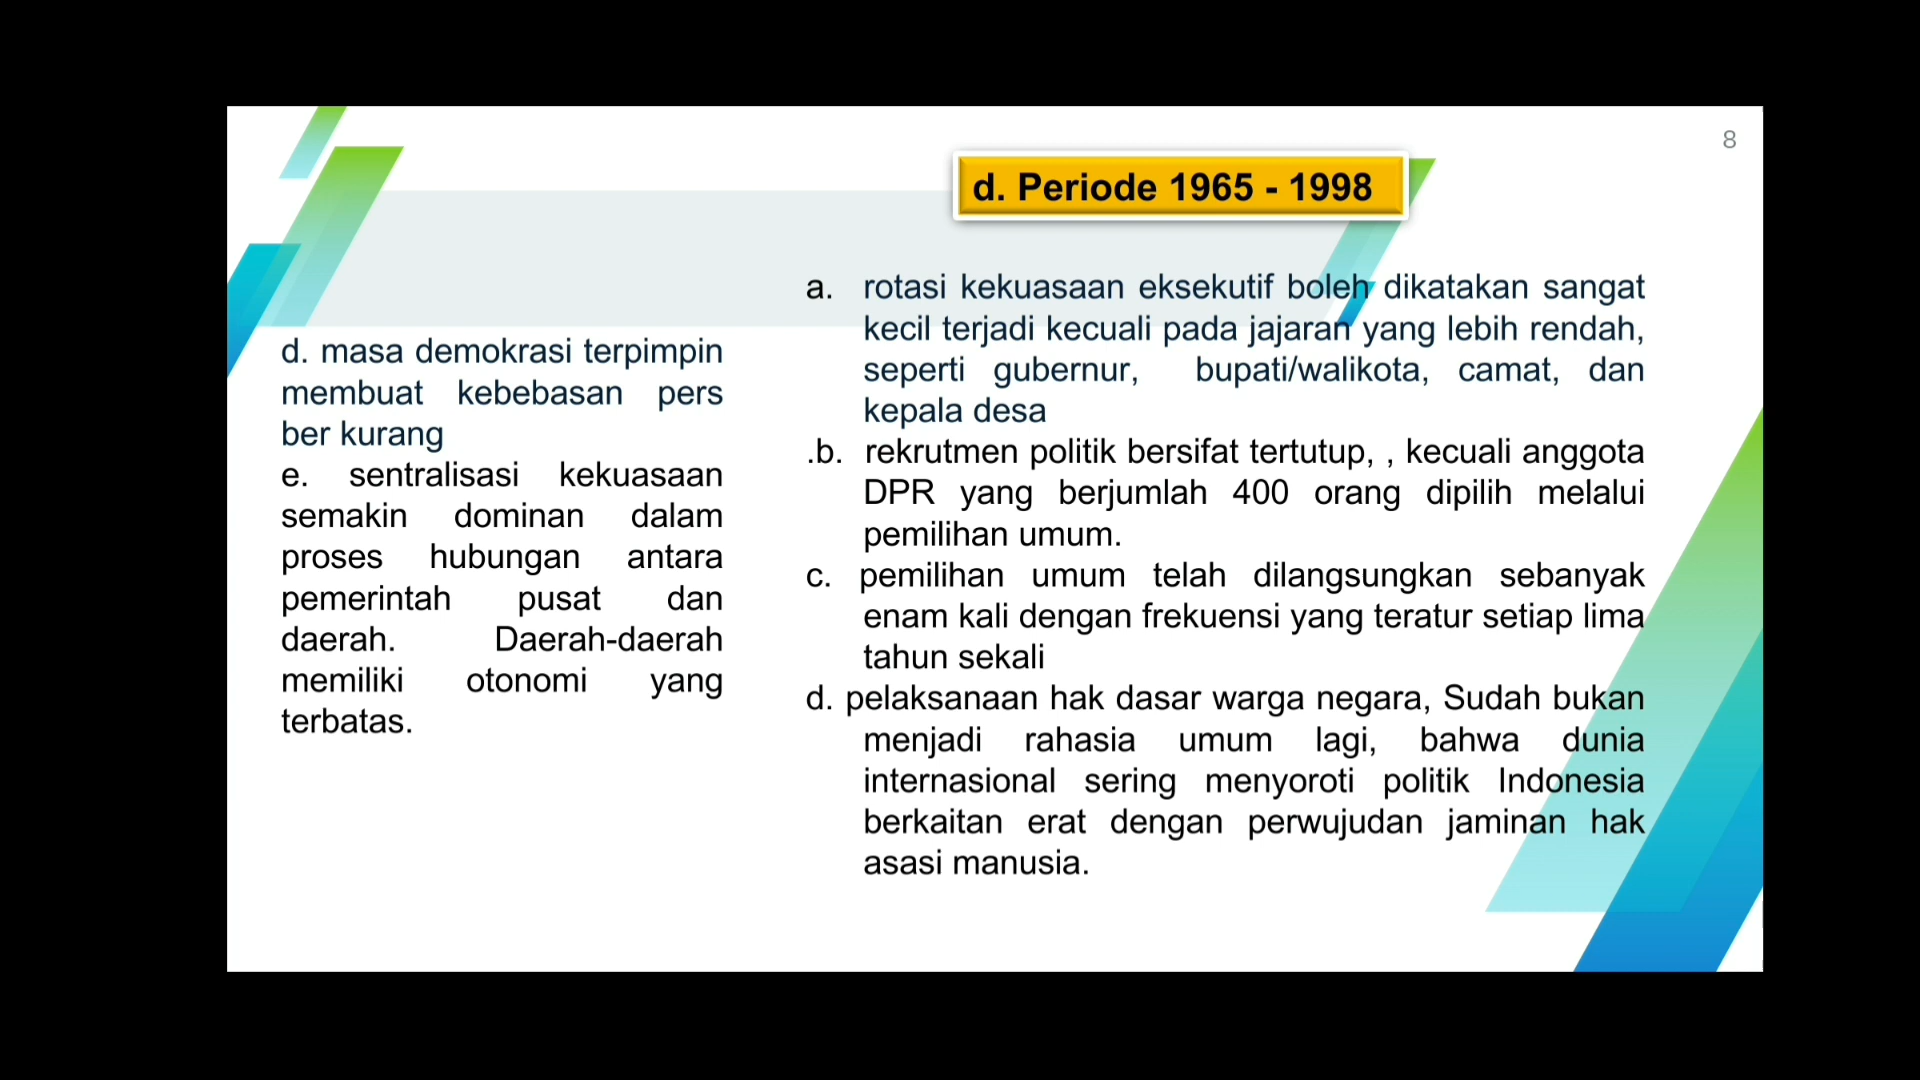 8
d. Periode 1965 - 1998
d. masa demokrasi terpimpin
membuat kebebasan pers
ber kurang
e. sentralisasi kekuasaan
semakin dominan dalam
proses hubungan antara
pemerintah pusat dan
daerah. Daerah-daerah
memiliki otonomi yang
terbatas.
a. rotasi kekuasaan eksekutif boleh dikatakan sangat
kecil terjadi kecuali pada jajaran yang lebih rendah,
seperti gubernur, bupati/walikota, camat, dan
kepala desa
.b. rekrutmen politik bersifat tertutup, , kecuali anggota
DPR yang berjumlah 400 orang dipilih melalui
pemilihan umum.
c. pemilihan umum telah dilangsungkan sebanyak
enam kali dengan frekuensi yang teratur setiap lima
tahun sekali
d. pelaksanaan hak dasar warga negara, Sudah bukan
menjadi rahasia umum lagi, bahwa dunia
internasional sering menyoroti politik Indonesia
berkaitan erat dengan perwujudan jaminan hak
asasi manusia.